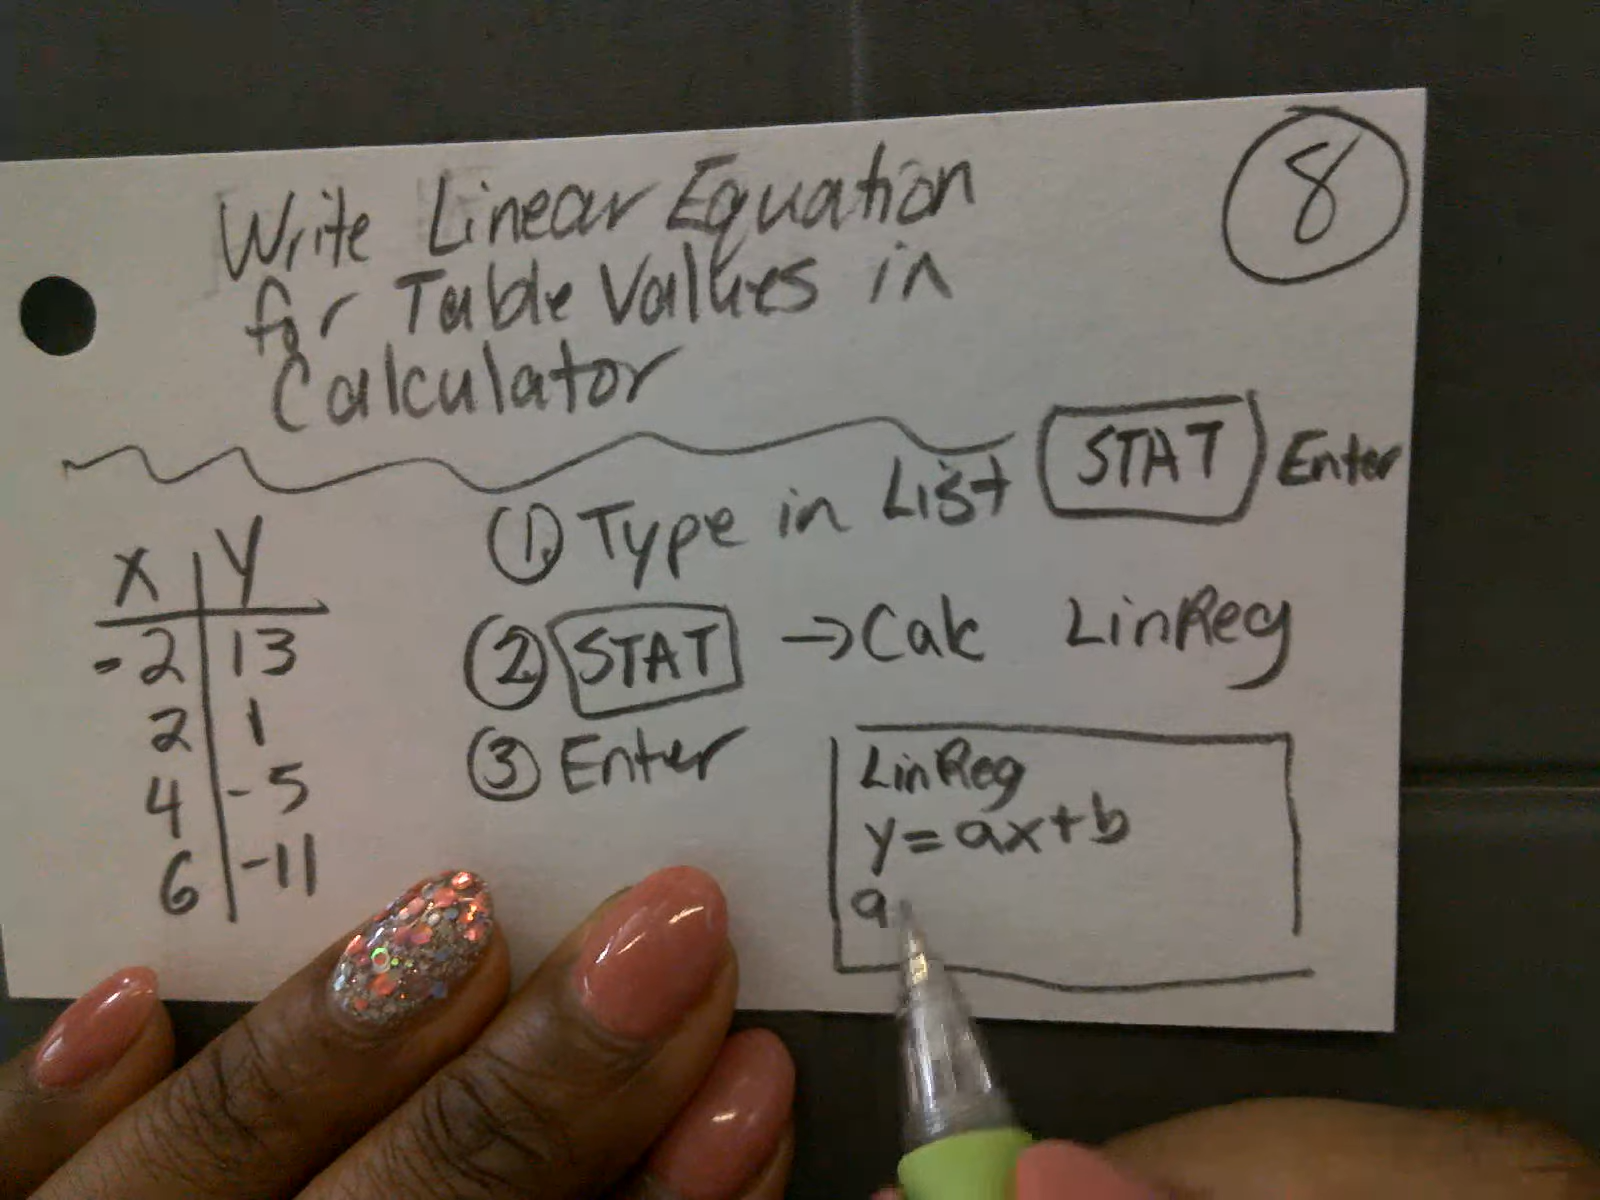 8
Write Linear Equation
for Table Values in
Calculator
① Type in List STAT Enter
② STAT → Calc LinReg
③ Enter
X Y
-2 13
2 1
4 -5
6 -11
LinReg
y = ax+b
a